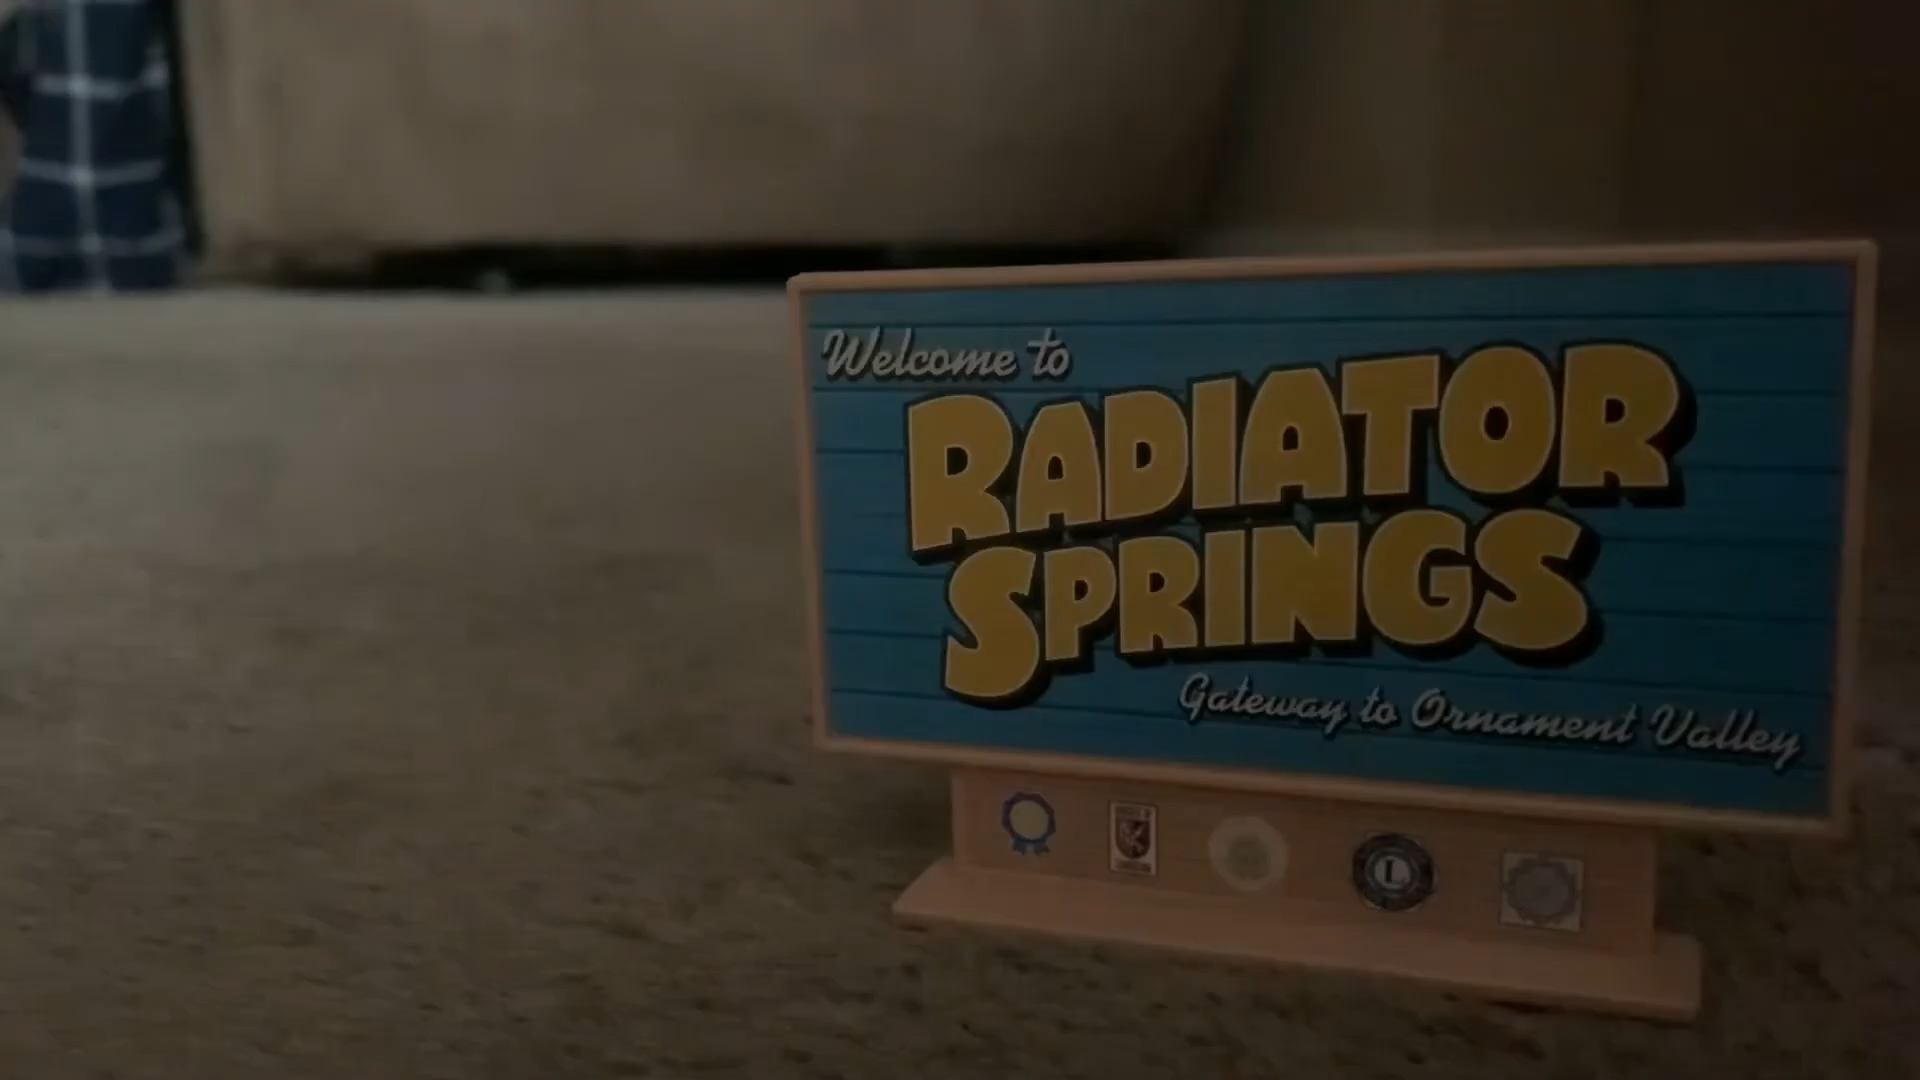 Welcome to
RADIATOR
SPRINGS
Gateway to Ornament Valley
L